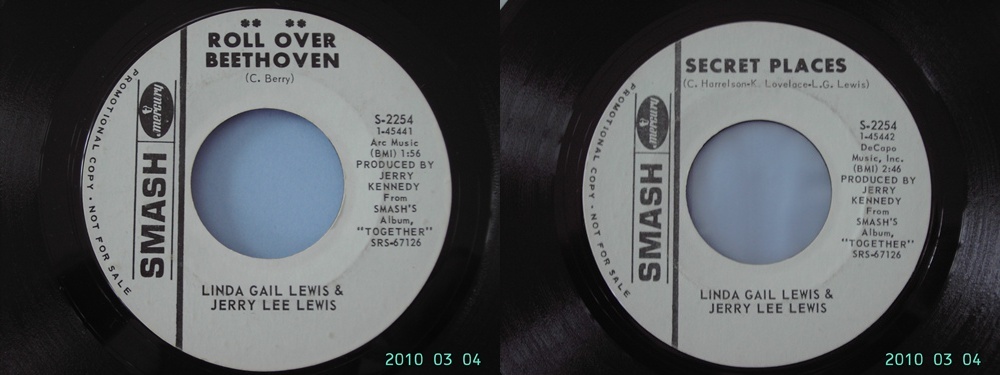 ** **
ROLL OVER
BEETHOVEN
(C. Berry)
PROMOTIONAL COPY · NOT FOR SALE
SMASH
mercury
S-2254
1-45441
Arc Music
(BMI) 1:56
PRODUCED BY
JERRY
KENNEDY
From
SMASH'S
Album,
"TOGETHER"
SRS-67126
LINDA GAIL LEWIS &
JERRY LEE LEWIS
2010 03 04
SECRET PLACES
(C. Harrelson-K. Lovelace-L.G. Lewis)
PROMOTIONAL COPY · NOT FOR SALE
SMASH
mercury
S-2254
1-45442
DeCapo
Music, Inc.
(BMI) 2:46
PRODUCED BY
JERRY
KENNEDY
From
SMASH'S
Album,
"TOGETHER"
SRS-67126
LINDA GAIL LEWIS &
JERRY LEE LEWIS
2010 03 04